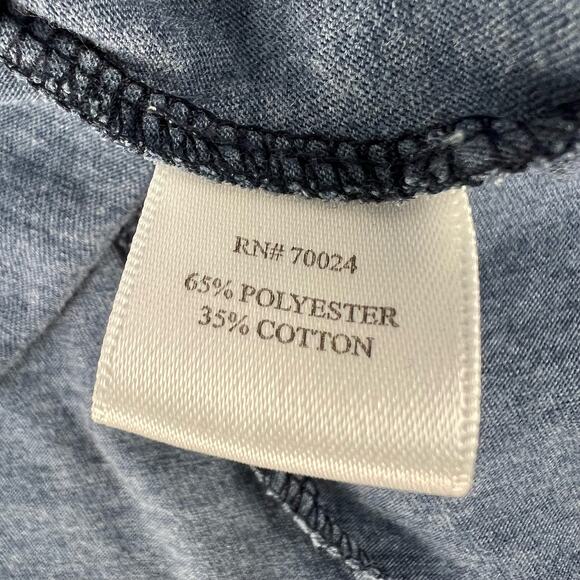 RN# 70024
65% POLYESTER
35% COTTON